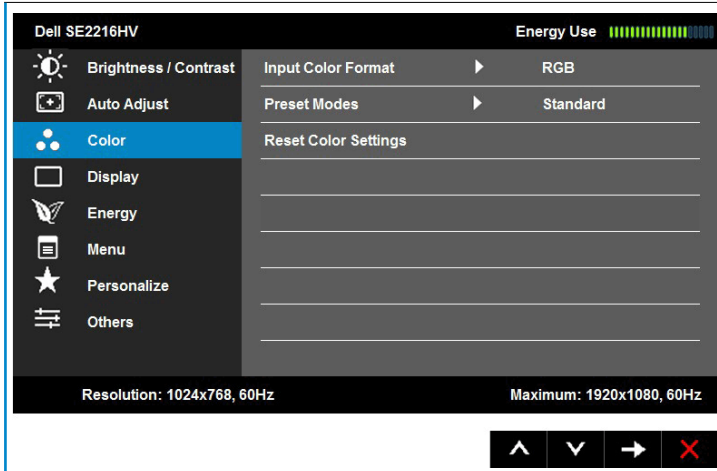 Dell SE2216HV Energy Use
Brightness / Contrast Input Color Format RGB
Auto Adjust Preset Modes Standard
Color Reset Color Settings
Display
Energy
Menu
Personalize
Others
Resolution: 1024x768, 60Hz Maximum: 1920x1080, 60Hz